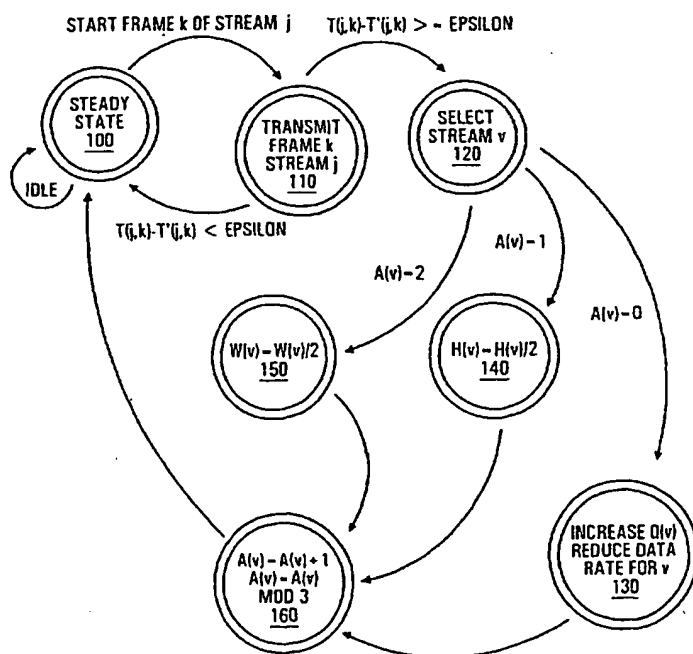 START FRAME k OF STREAM j
T(j,k)-T'(j,k) > - EPSILON
STEADY
STATE
100
TRANSMIT
FRAME k
STREAM j
110
SELECT
STREAM v
120
IDLE
T(j,k)-T'(j,k) < EPSILON
A(v)-2
A(v)-1
A(v)-0
W(v)-W(v)/2
150
H(v)-H(v)/2
140
A(v)-A(v)+1
A(v)-A(v)
MOD 3
160
INCREASE Q(v)
REDUCE DATA
RATE FOR v
130